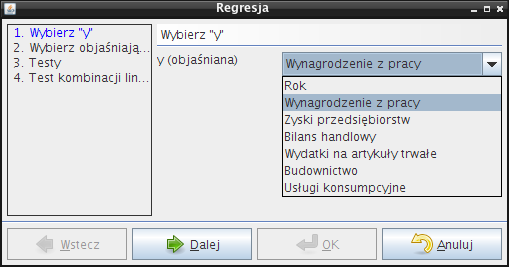 Regresja
1. Wybierz "y"
2. Wybierz objaśniają...
3. Testy
4. Test kombinacji lin...
Wybierz "y"
y (objaśniana)
Wynagrodzenie z pracy
Rok
Wynagrodzenie z pracy
Zyski przedsiębiorstw
Bilans handlowy
Wydatki na artykuły trwałe
Budownictwo
Usługi konsumpcyjne
Wstecz
Dalej
OK
Anuluj